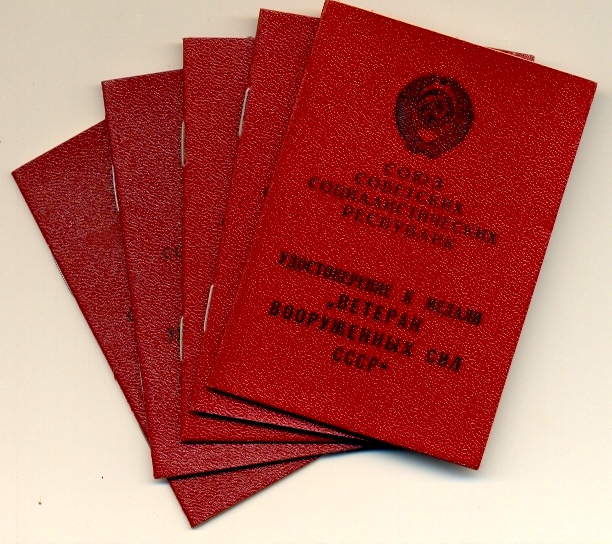 СОЮЗ
СОВЕТСКИХ
СОЦИАЛИСТИЧЕСКИХ
РЕСПУБЛИК
УДОСТОВЕРЕНИЕ К МЕДАЛИ
„ВЕТЕРАН
ВООРУЖЕННЫХ СИЛ
СССР"